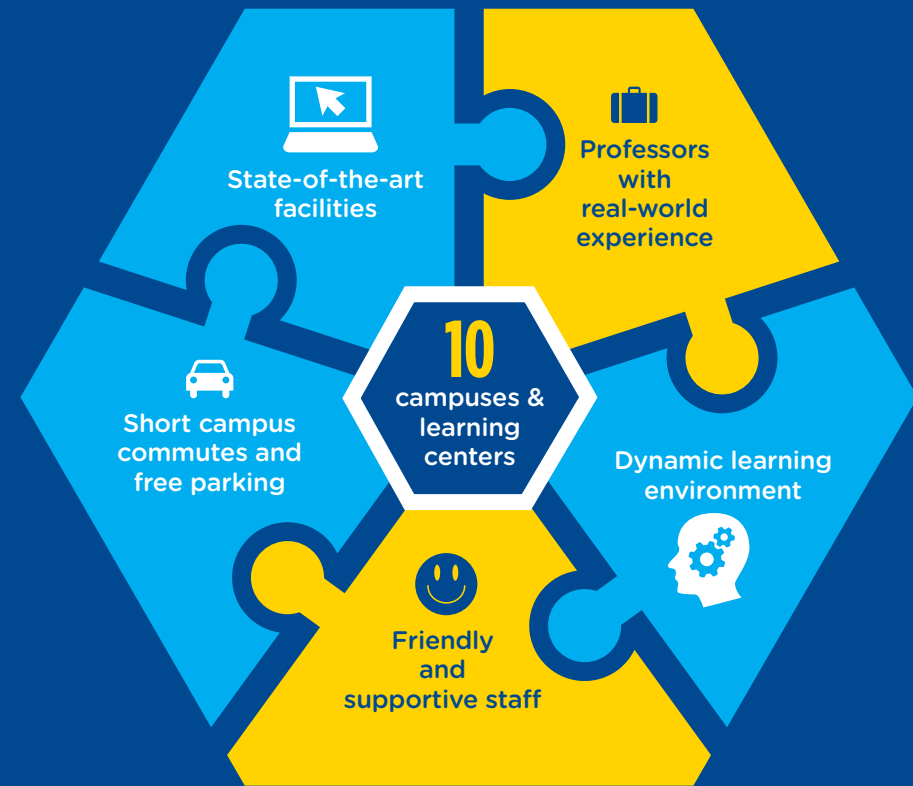 State-of-the-art
facilities
Professors
with
real-world
experience
10
campuses &
learning
centers
Short campus
commutes and
free parking
Dynamic learning
environment
Friendly
and
supportive staff